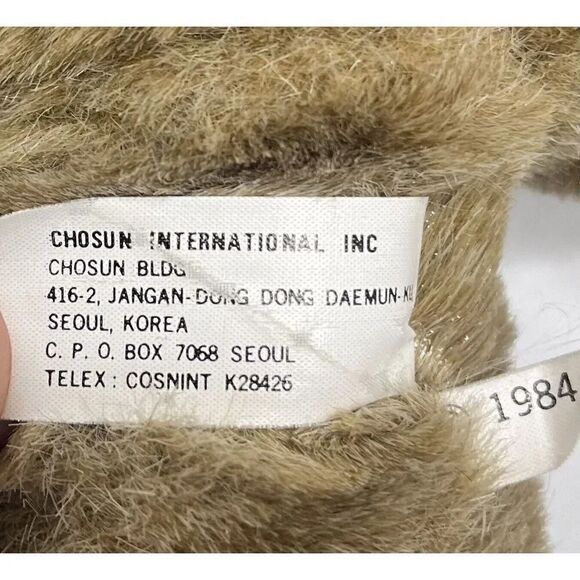 CHOSUN INTERNATIONAL INC
CHOSUN BLDG
416-2, JANGAN-DONG DONG DAEMUN-KU
SEOUL, KOREA
C. P. O. BOX 7068 SEOUL
TELEX: COSNINT K28426
© 1984